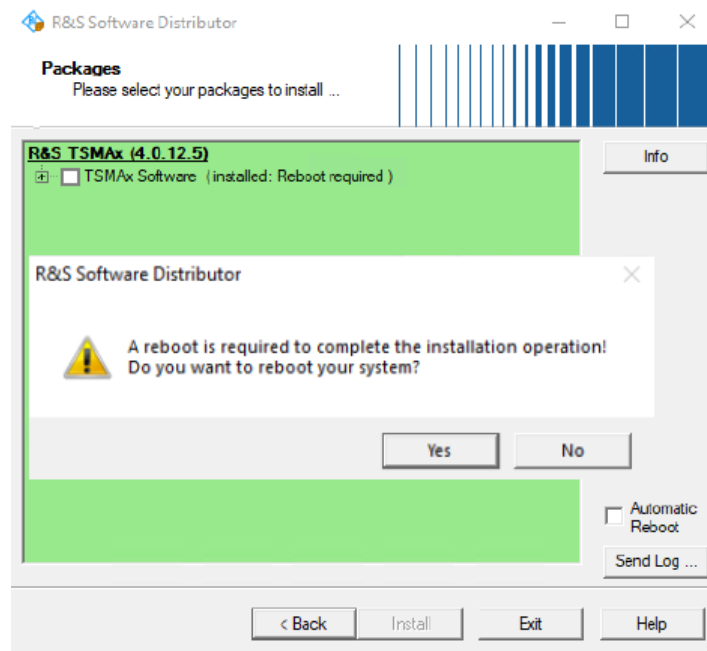 R&S Software Distributor
Packages
Please select your packages to install ...
R&S TSMAx (4.0.12.5)
TSMAx Software (installed: Reboot required )
Info
R&S Software Distributor
A reboot is required to complete the installation operation!
Do you want to reboot your system?
Yes
No
Automatic
Reboot
Send Log ...
< Back
Install
Exit
Help